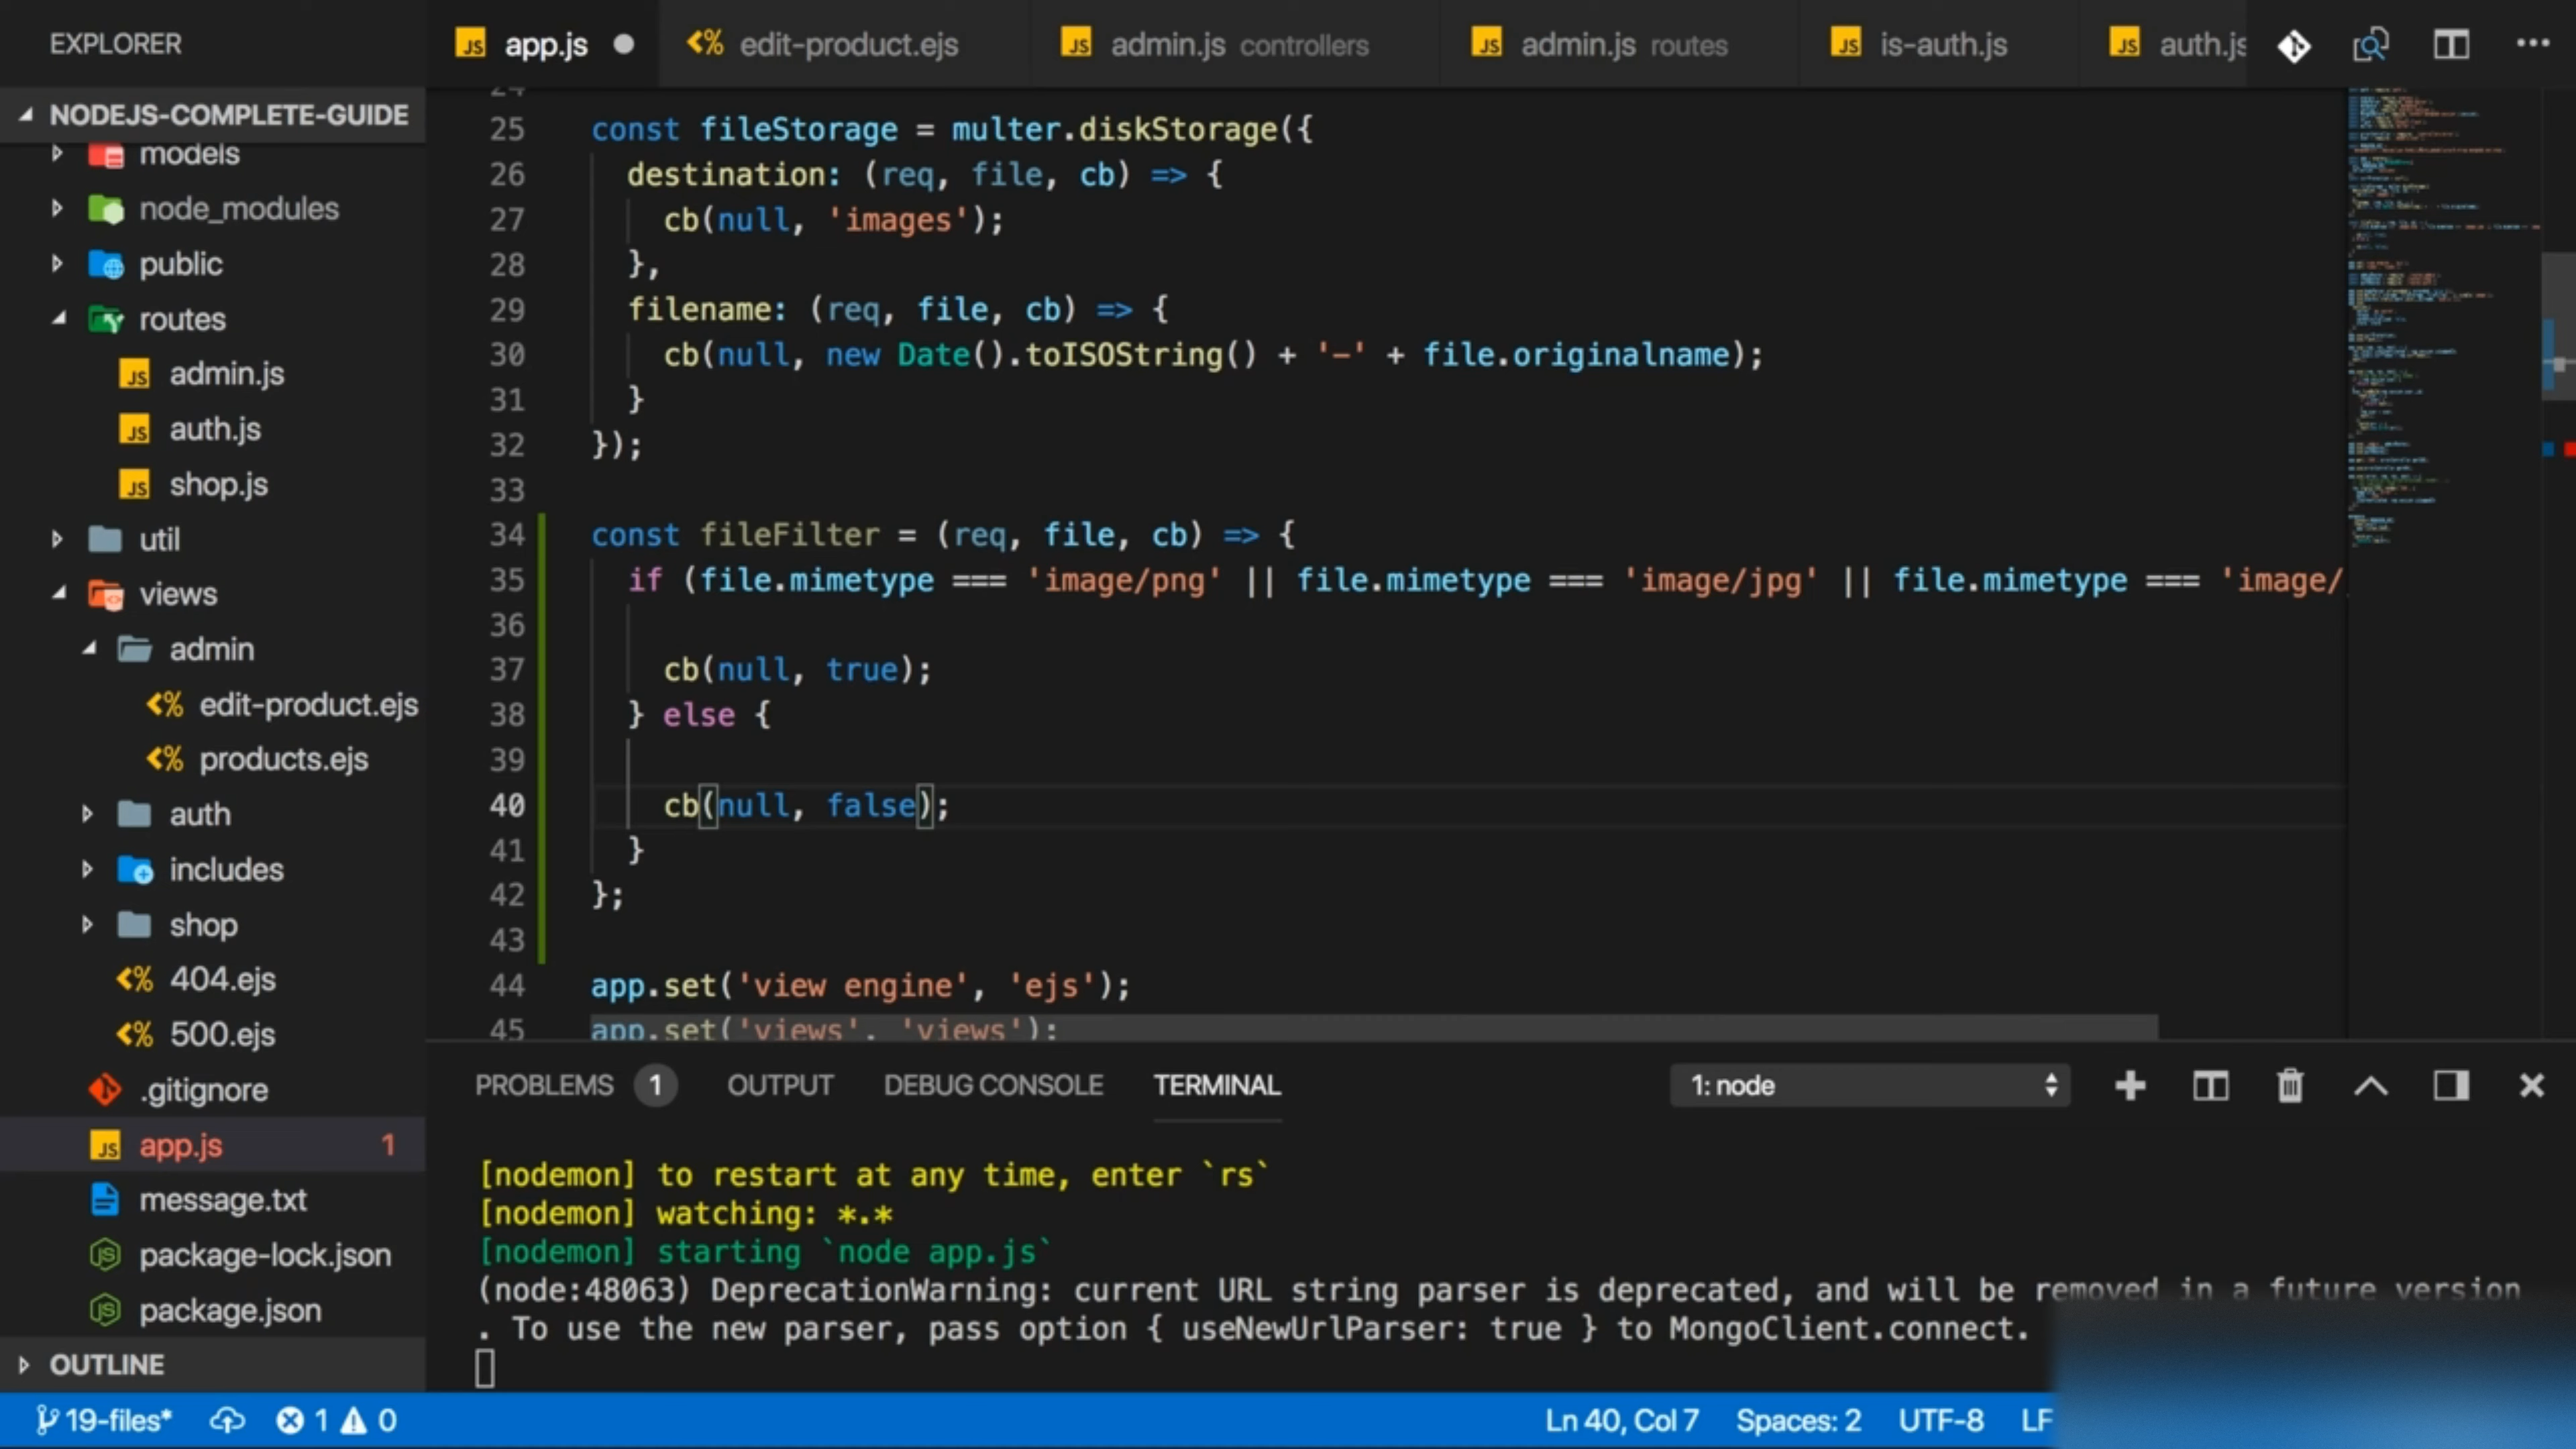 EXPLORER
app.js
edit-product.ejs
admin.js controllers
admin.js routes
is-auth.js
auth.js
NODEJS-COMPLETE-GUIDE
models
node_modules
public
routes
admin.js
auth.js
shop.js
util
views
admin
edit-product.ejs
products.ejs
auth
includes
shop
404.ejs
500.ejs
.gitignore
app.js 1
message.txt
package-lock.json
package.json
OUTLINE
24
25 const fileStorage = multer.diskStorage({
26 destination: (req, file, cb) => {
27 cb(null, 'images');
28 },
29 filename: (req, file, cb) => {
30 cb(null, new Date().toISOString() + '-' + file.originalname);
31 }
32 });
33
34 const fileFilter = (req, file, cb) => {
35 if (file.mimetype === 'image/png' || file.mimetype === 'image/jpg' || file.mimetype === 'image/
36
37 cb(null, true);
38 } else {
39
40 cb(null, false);
41 }
42 };
43
44 app.set('view engine', 'ejs');
45 app.set('views', 'views');
PROBLEMS 1 OUTPUT DEBUG CONSOLE TERMINAL 1: node
[nodemon] to restart at any time, enter `rs`
[nodemon] watching: *.*
[nodemon] starting `node app.js`
(node:48063) DeprecationWarning: current URL string parser is deprecated, and will be removed in a future version
. To use the new parser, pass option { useNewUrlParser: true } to MongoClient.connect.
19-files* 1 0 Ln 40, Col 7 Spaces: 2 UTF-8 LF